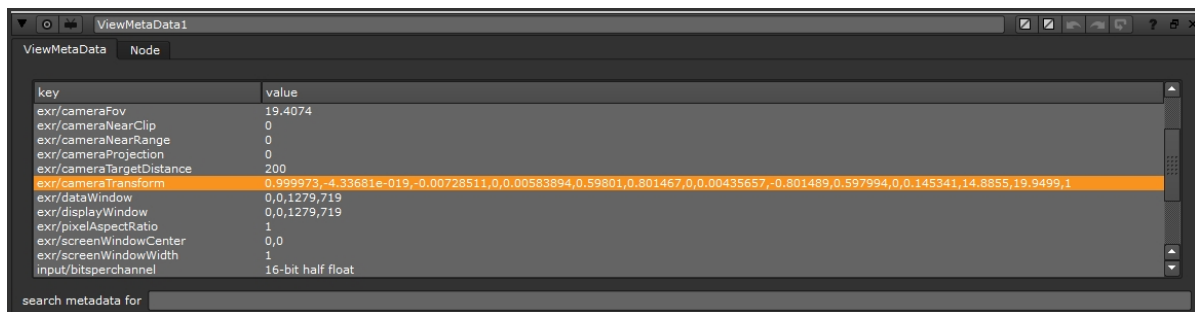 ViewMetaData1 ?
ViewMetaData Node
key value
exr/cameraFov 19.4074
exr/cameraNearClip 0
exr/cameraNearRange 0
exr/cameraProjection 0
exr/cameraTargetDistance 200
exr/cameraTransform 0.999973,-4.33681e-019,-0.00728511,0,0.00583894,0.59801,0.801467,0,0.00435657,-0.801489,0.597994,0,0.145341,14.8855,19.9499,1
exr/dataWindow 0,0,1279,719
exr/displayWindow 0,0,1279,719
exr/pixelAspectRatio 1
exr/screenWindowCenter 0,0
exr/screenWindowWidth 1
input/bitsperchannel 16-bit half float
search metadata for